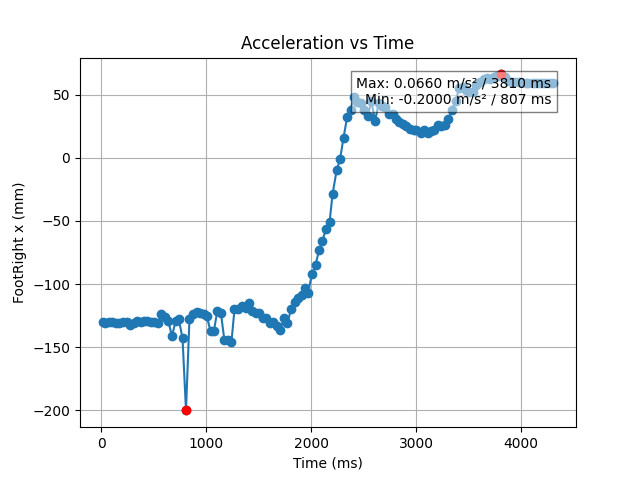 Acceleration vs Time
Max: 0.0660 m/s² / 3810 ms
Min: -0.2000 m/s² / 807 ms
FootRight x (mm)
50
0
−50
−100
−150
−200
0 1000 2000 3000 4000
Time (ms)